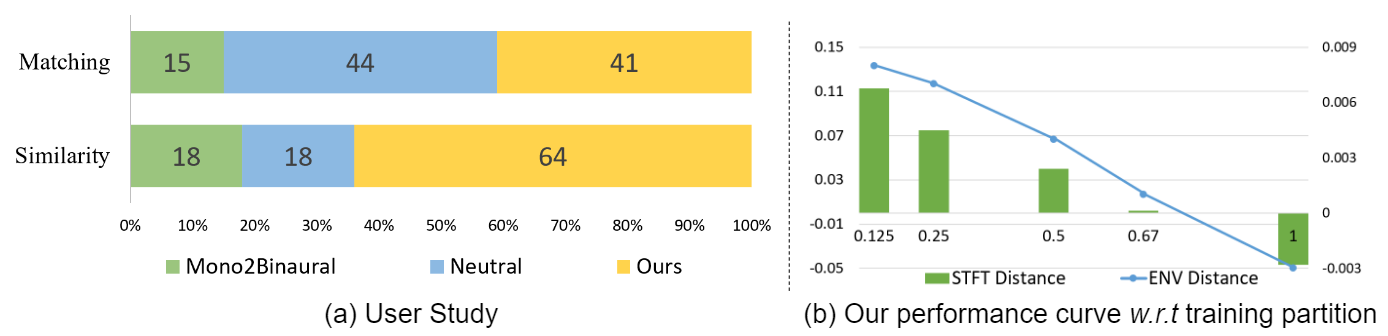 Matching
15 44 41
Similarity
18 18 64
0% 10% 20% 30% 40% 50% 60% 70% 80% 90% 100%
Mono2Binaural Neutral Ours
(a) User Study
0.15 0.009
0.11 0.006
0.07 0.003
0.03 0
-0.01 -0.003
-0.05
0.125 0.25 0.5 0.67 1
STFT Distance ENV Distance
(b) Our performance curve w.r.t training partition